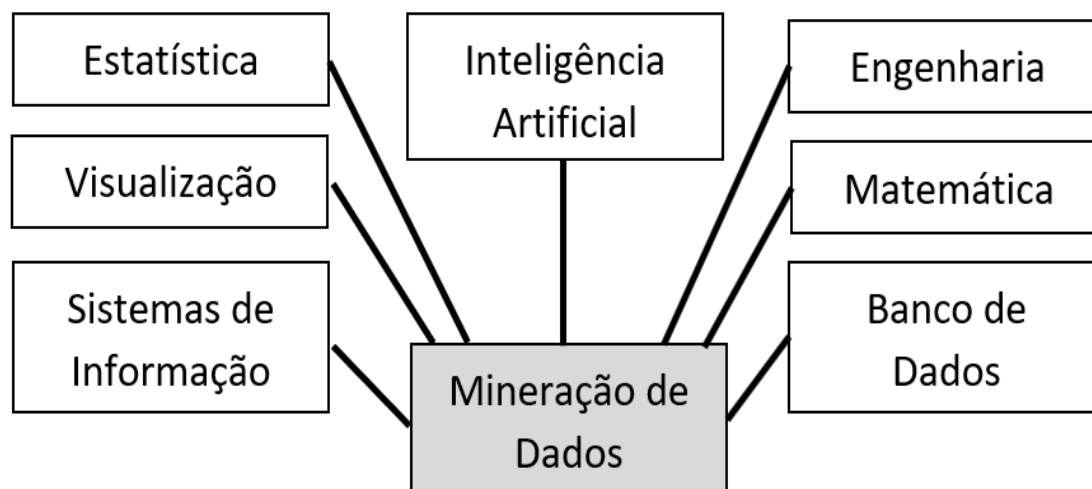 Estatística
Inteligência
Artificial
Engenharia
Visualização
Matemática
Sistemas de
Informação
Banco de
Dados
Mineração de
Dados